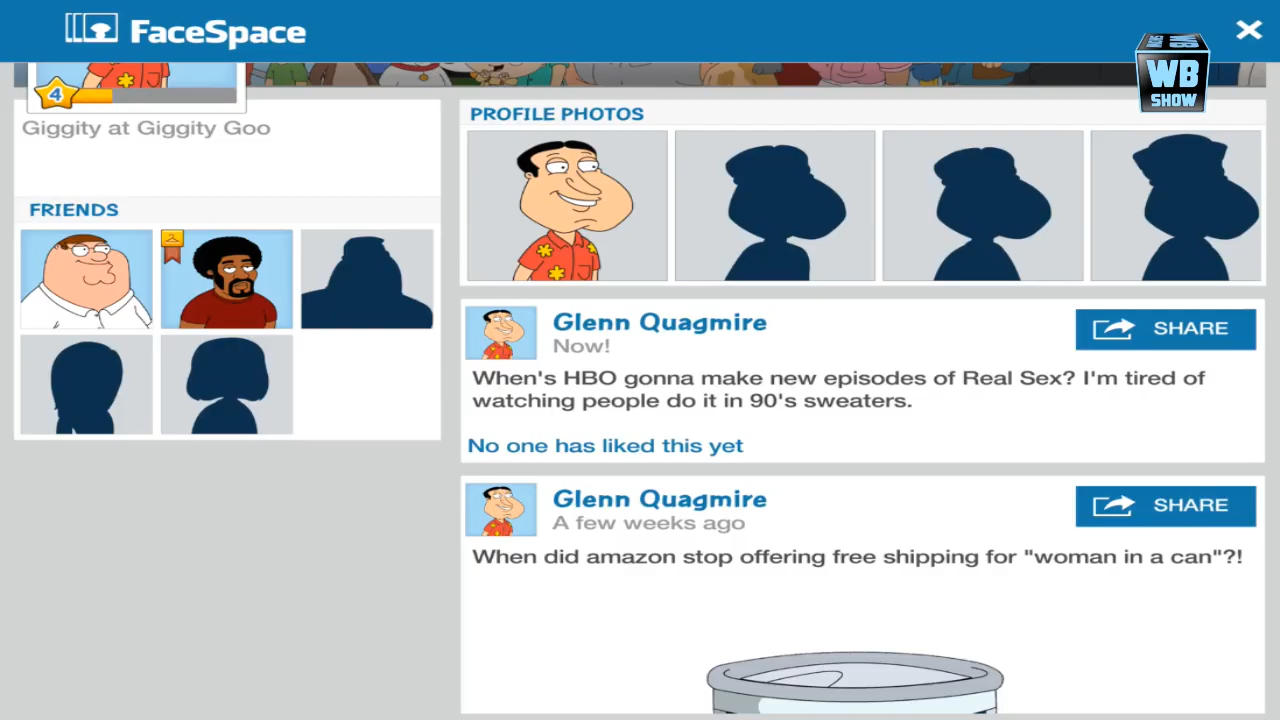 FaceSpace
WB
SHOW
4
Giggity at Giggity Goo
FRIENDS
PROFILE PHOTOS
Glenn Quagmire
Now!
SHARE
When's HBO gonna make new episodes of Real Sex? I'm tired of
watching people do it in 90's sweaters.
No one has liked this yet
Glenn Quagmire
A few weeks ago
SHARE
When did amazon stop offering free shipping for "woman in a can"?!